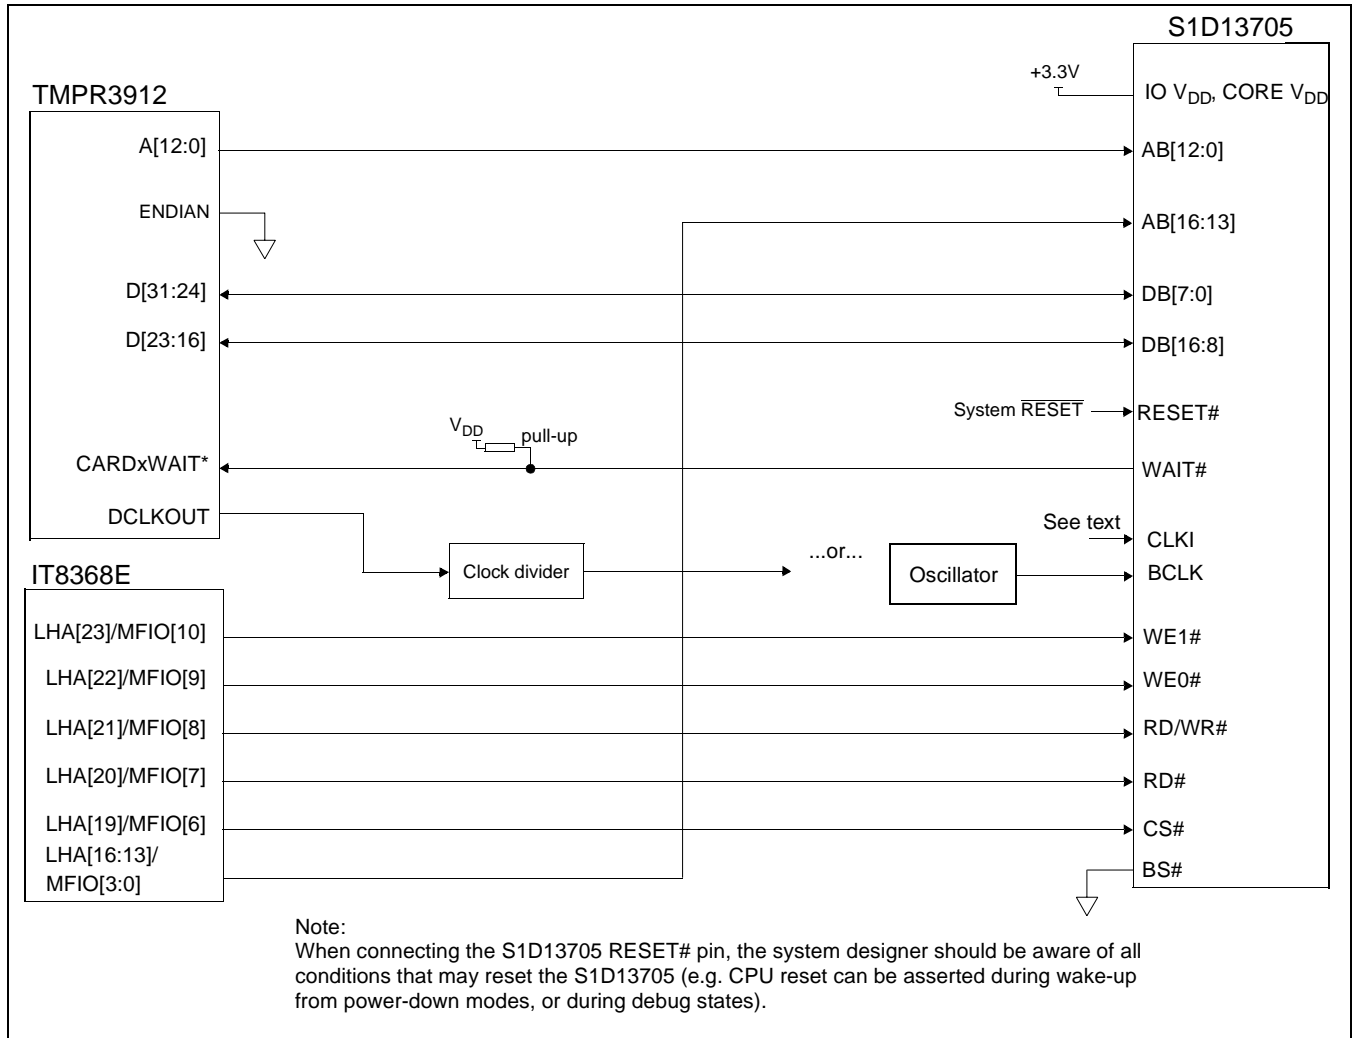 S1D13705
+3.3V
IO VDD, CORE VDD
TMPR3912
A[12:0]
AB[12:0]
ENDIAN
AB[16:13]
D[31:24]
DB[7:0]
D[23:16]
DB[16:8]
System RESET
RESET#
VDD
pull-up
CARDxWAIT*
WAIT#
DCLKOUT
See text
CLKI
...or...
Clock divider
Oscillator
BCLK
IT8368E
LHA[23]/MFIO[10]
WE1#
LHA[22]/MFIO[9]
WE0#
LHA[21]/MFIO[8]
RD/WR#
LHA[20]/MFIO[7]
RD#
LHA[19]/MFIO[6]
CS#
LHA[16:13]/
MFIO[3:0]
BS#
Note:
When connecting the S1D13705 RESET# pin, the system designer should be aware of all
conditions that may reset the S1D13705 (e.g. CPU reset can be asserted during wake-up
from power-down modes, or during debug states).